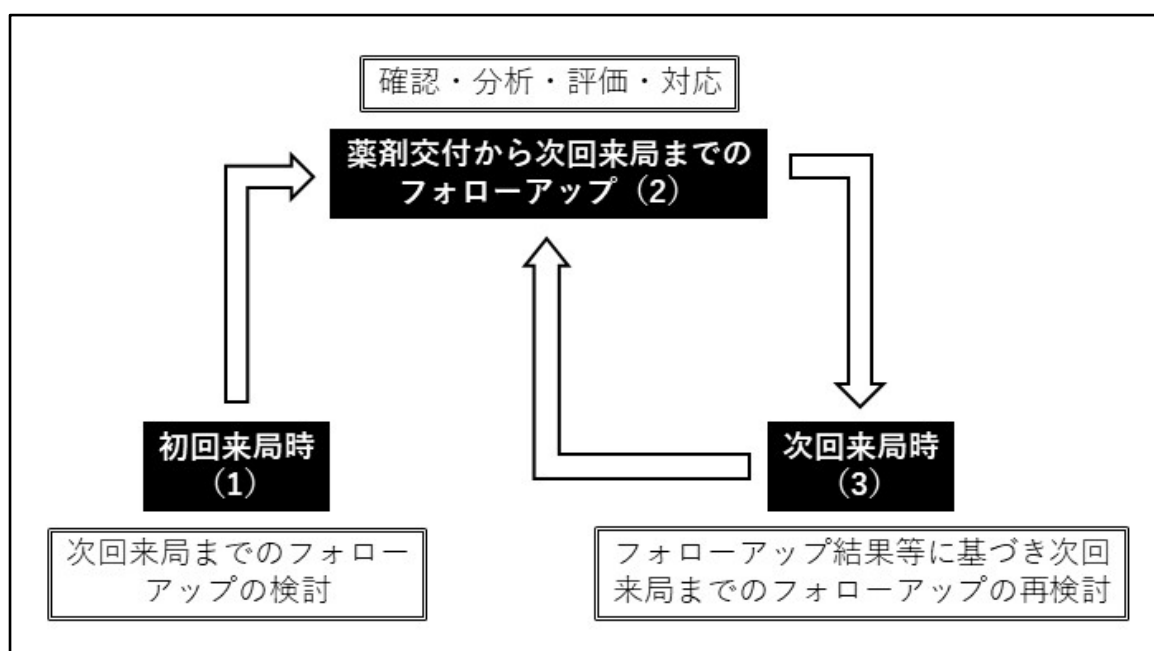 確認・分析・評価・対応
薬剤交付から次回来局までの
フォローアップ（2）
初回来局時
（1）
次回来局までのフォロー
アップの検討
次回来局時
（3）
フォローアップ結果等に基づき次回
来局までのフォローアップの再検討